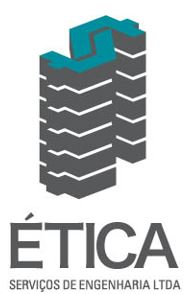 ÉTICA
SERVIÇOS DE ENGENHARIA LTDA